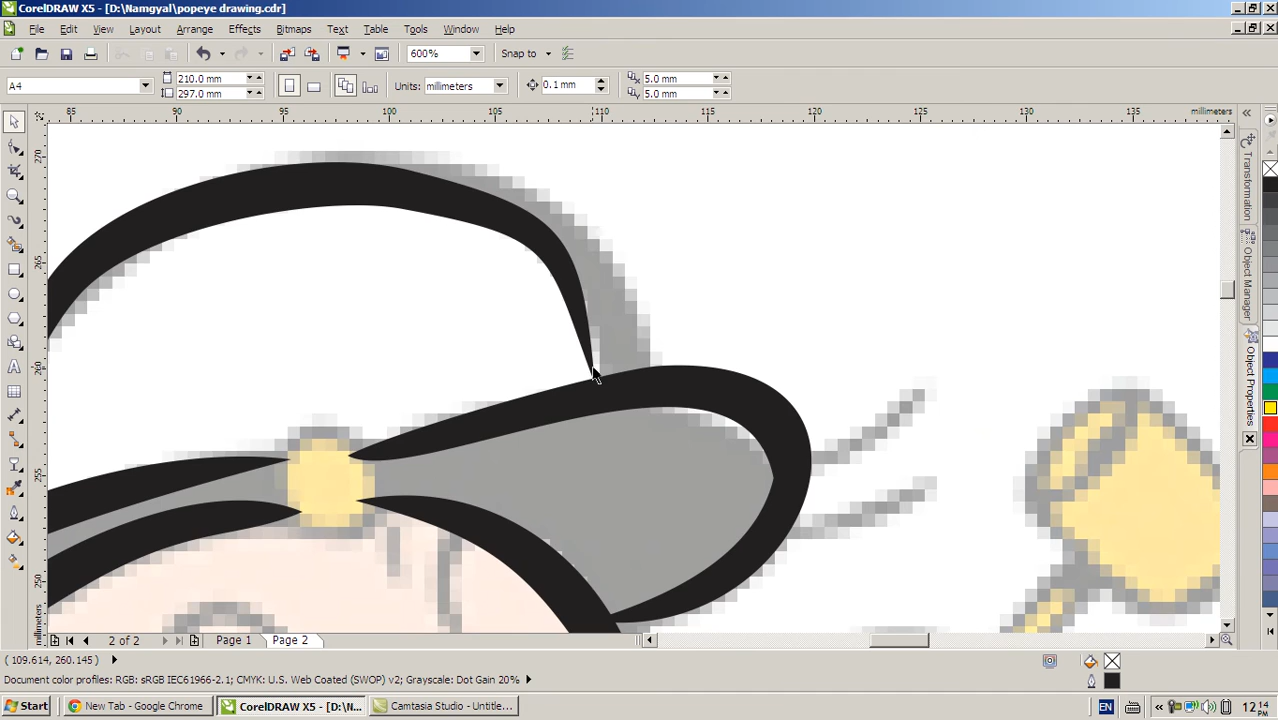 CorelDRAW X5 - [D:\Namgyal\popeye drawing.cdr]
File Edit View Layout Arrange Effects Bitmaps Text Table Tools Window Help
600% Snap to
A4 210.0 mm 297.0 mm Units: millimeters 0.1 mm 5.0 mm 5.0 mm
85 90 95 100 105 110 115 120 125 130 135 millimeters
270
265
260
255
250
millimeters
Transformation
Object Manager
Object Properties
2 of 2 Page 1 Page 2
(109.614, 260.145)
Document color profiles: RGB: sRGB IEC61966-2.1; CMYK: U.S. Web Coated (SWOP) v2; Grayscale: Dot Gain 20%
Start New Tab - Google Chrome CorelDRAW X5 - [D:\N... Camtasia Studio - Untitle... EN 12:14 PM